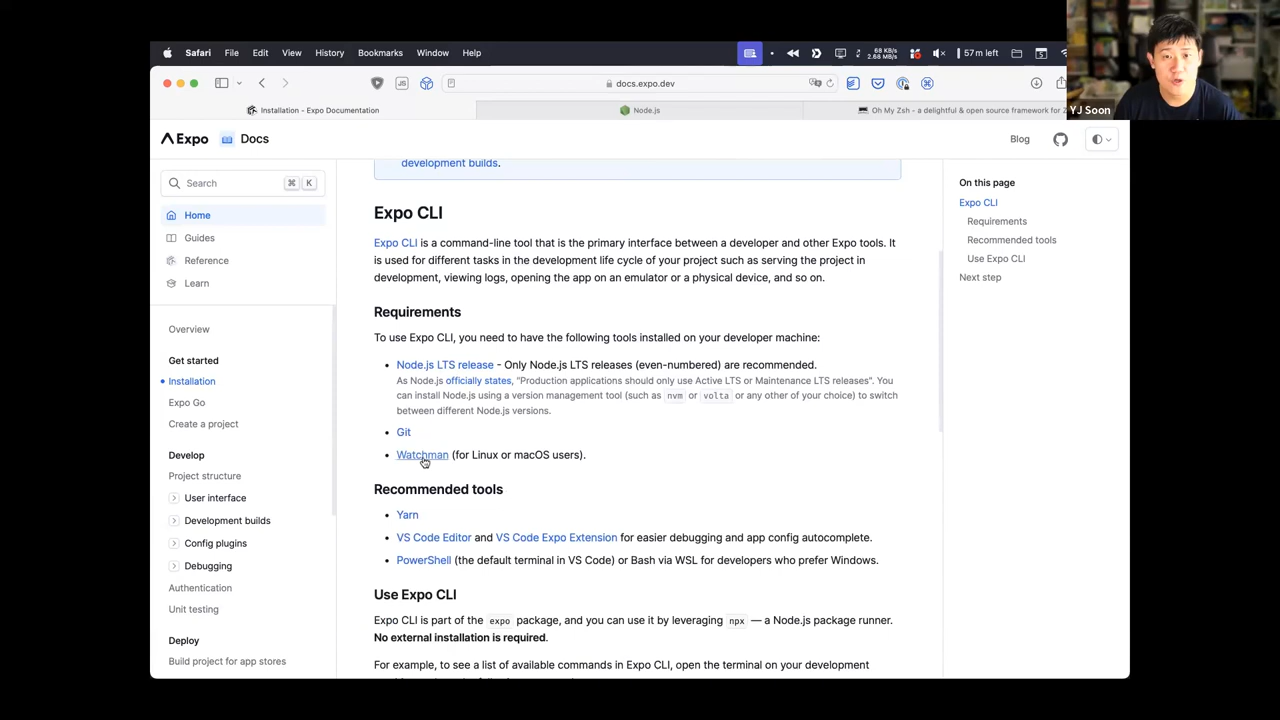 Safari File Edit View History Bookmarks Window Help
68 KB/s
2.66 MB/s
57m left
docs.expo.dev
Installation - Expo Documentation
Node.js
Oh My Zsh - a delightful & open source framework for Z
YJ Soon
Expo Docs
Blog
Search ⌘ K
Home
Guides
Reference
Learn
Overview
Get started
Installation
Expo Go
Create a project
Develop
Project structure
User interface
Development builds
Config plugins
Debugging
Authentication
Unit testing
Deploy
Build project for app stores
development builds.
Expo CLI
Expo CLI is a command-line tool that is the primary interface between a developer and other Expo tools. It
is used for different tasks in the development life cycle of your project such as serving the project in
development, viewing logs, opening the app on an emulator or a physical device, and so on.
Requirements
To use Expo CLI, you need to have the following tools installed on your developer machine:
• Node.js LTS release - Only Node.js LTS releases (even-numbered) are recommended.
As Node.js officially states, "Production applications should only use Active LTS or Maintenance LTS releases". You
can install Node.js using a version management tool (such as nvm or volta or any other of your choice) to switch
between different Node.js versions.
• Git
• Watchman (for Linux or macOS users).
Recommended tools
• Yarn
• VS Code Editor and VS Code Expo Extension for easier debugging and app config autocomplete.
• PowerShell (the default terminal in VS Code) or Bash via WSL for developers who prefer Windows.
Use Expo CLI
Expo CLI is part of the expo package, and you can use it by leveraging npx — a Node.js package runner.
No external installation is required.
For example, to see a list of available commands in Expo CLI, open the terminal on your development
On this page
Expo CLI
Requirements
Recommended tools
Use Expo CLI
Next step